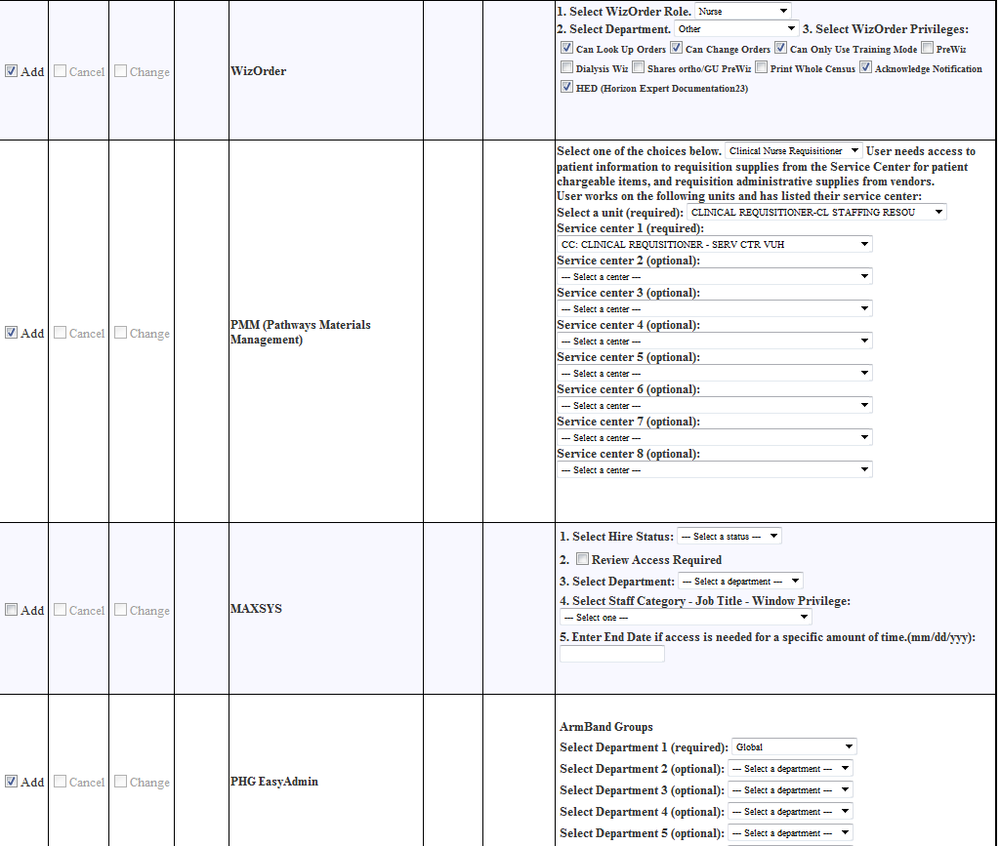 1. Select WizOrder Role. Nurse
2. Select Department. Other 3. Select WizOrder Privileges:
Can Look Up Orders Can Change Orders Can Only Use Training Mode PreWiz
Add Cancel Change WizOrder
Dialysis Wiz Shares ortho/GU PreWiz Print Whole Census Acknowledge Notification
HED (Horizon Expert Documentation23)
Select one of the choices below. Clinical Nurse Requisitioner User needs access to
patient information to requisition supplies from the Service Center for patient
chargeable items, and requisition administrative supplies from vendors.
User works on the following units and has listed their service center:
Select a unit (required): CLINICAL REQUISITIONER-CL STAFFING RESOU
Service center 1 (required):
CC: CLINICAL REQUISITIONER - SERV CTR VUH
Service center 2 (optional):
--- Select a center ---
Service center 3 (optional):
--- Select a center ---
Add Cancel Change PMM (Pathways Materials
Management)
Service center 4 (optional):
--- Select a center ---
Service center 5 (optional):
--- Select a center ---
Service center 6 (optional):
--- Select a center ---
Service center 7 (optional):
--- Select a center ---
Service center 8 (optional):
--- Select a center ---
1. Select Hire Status: --- Select a status ---
2. Review Access Required
3. Select Department: --- Select a department ---
4. Select Staff Category - Job Title - Window Privilege:
Add Cancel Change MAXSYS
--- Select one ---
5. Enter End Date if access is needed for a specific amount of time.(mm/dd/yyy):
ArmBand Groups
Select Department 1 (required): Global
Select Department 2 (optional): --- Select a department ---
Add Cancel Change PHG EasyAdmin
Select Department 3 (optional): --- Select a department ---
Select Department 4 (optional): --- Select a department ---
Select Department 5 (optional): --- Select a department ---